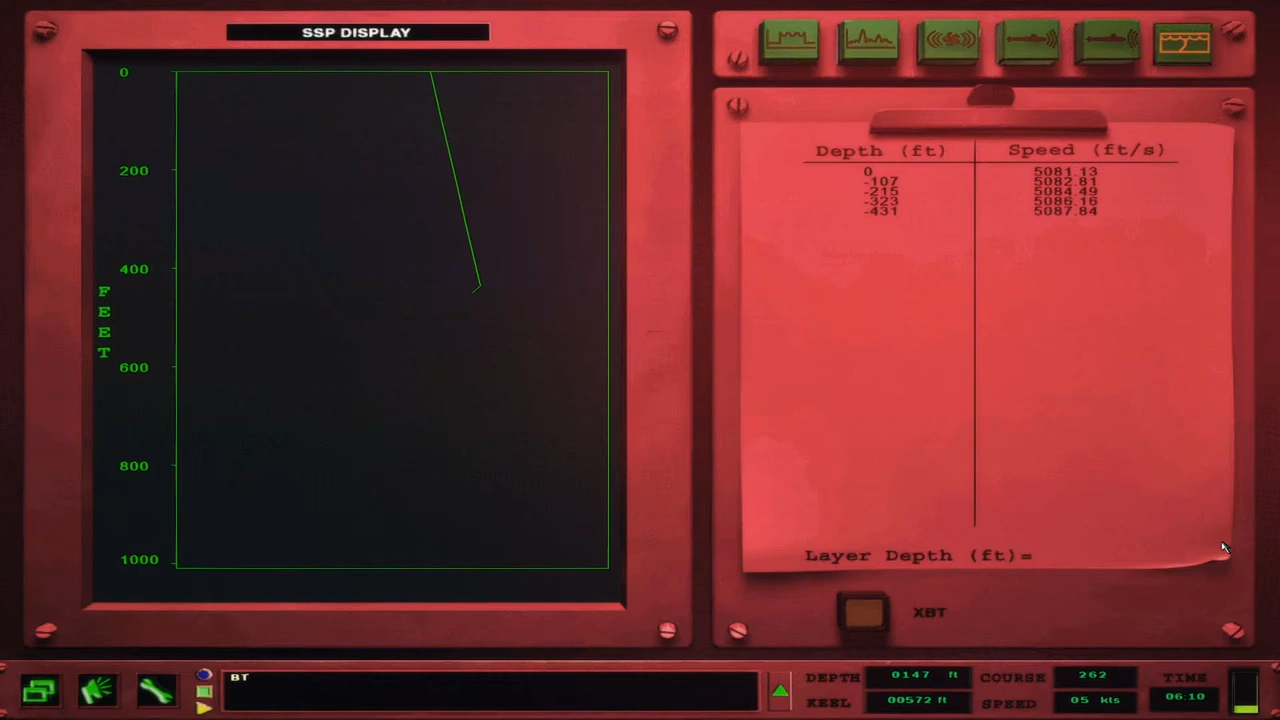 SSP DISPLAY
0
200
400
600
800
1000
FEET
Depth (ft) Speed (ft/s)
0 5081.13
-107 5082.81
-215 5084.49
-323 5086.16
-431 5087.84
Layer Depth (ft)=
XBT
BT
DEPTH 0147 ft COURSE 262 TIME
KEEL 00572 ft SPEED 05 kts 06:10